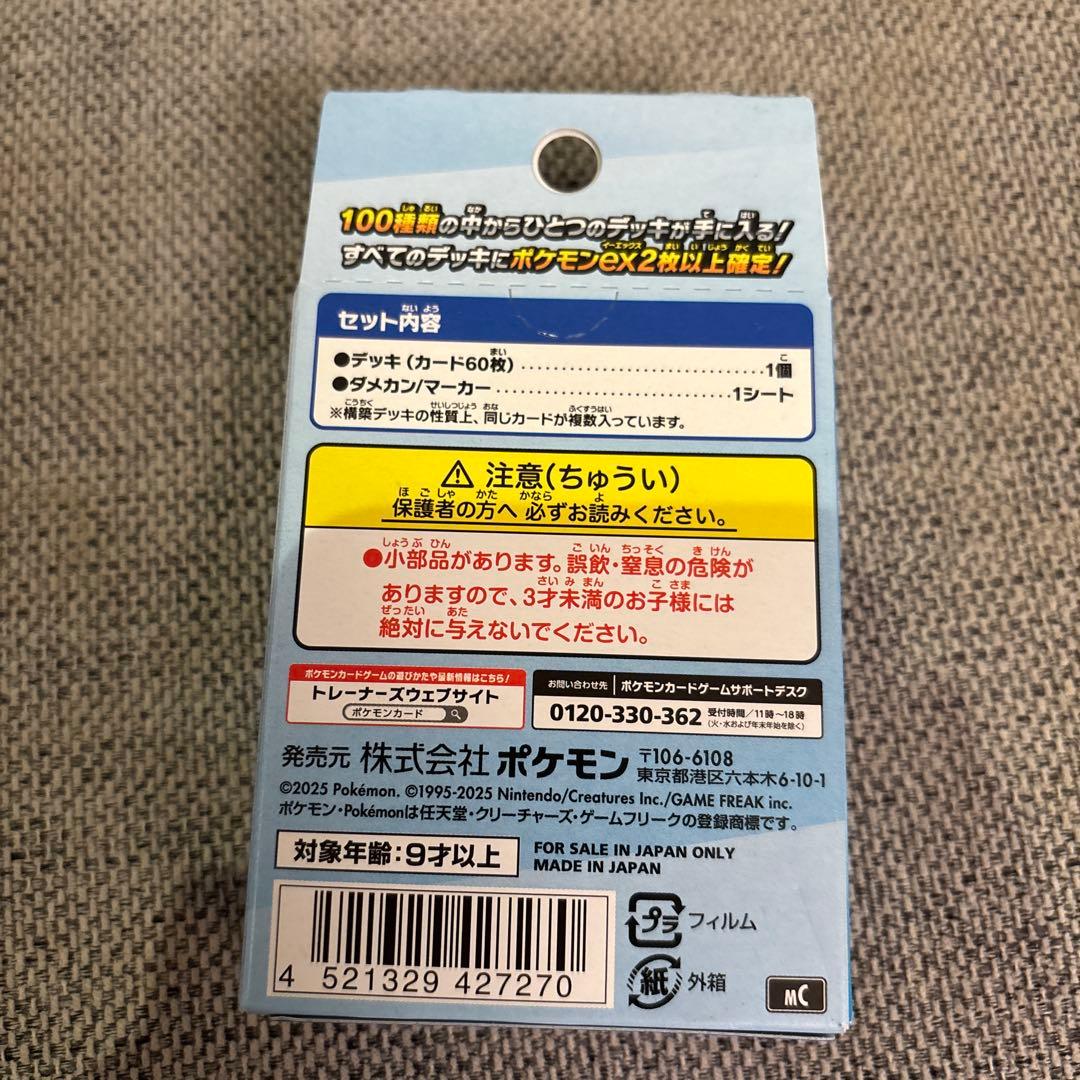 100種類の中からひとつのデッキが手に入る!
すべてのデッキにポケモンex2枚以上確定!
セット内容
●デッキ(カード60枚)..............................1個
●ダメカン/マーカー..............................1シート
※構築デッキの性質上、同じカードが複数入っています。
⚠ 注意(ちゅうい)
保護者の方へ 必ずお読みください。
●小部品があります。誤飲・窒息の危険が
ありますので、3才未満のお子様には
絶対に与えないでください。
ポケモンカードゲームの遊びかたや最新情報はこちら!
トレーナーズウェブサイト
ポケモンカード
お問い合わせ先 ポケモンカードゲームサポートデスク
0120-330-362 受付時間/11時~18時
(火・水および年末年始を除く)
発売元 株式会社 ポケモン 〒106-6108
東京都港区六本木6-10-1
©2025 Pokémon. ©1995-2025 Nintendo/Creatures Inc./GAME FREAK inc.
ポケモン・Pokémonは任天堂・クリーチャーズ・ゲームフリークの登録商標です。
対象年齢:9才以上
FOR SALE IN JAPAN ONLY
MADE IN JAPAN
4 521329 427270
プラ フィルム
紙 外箱
MC